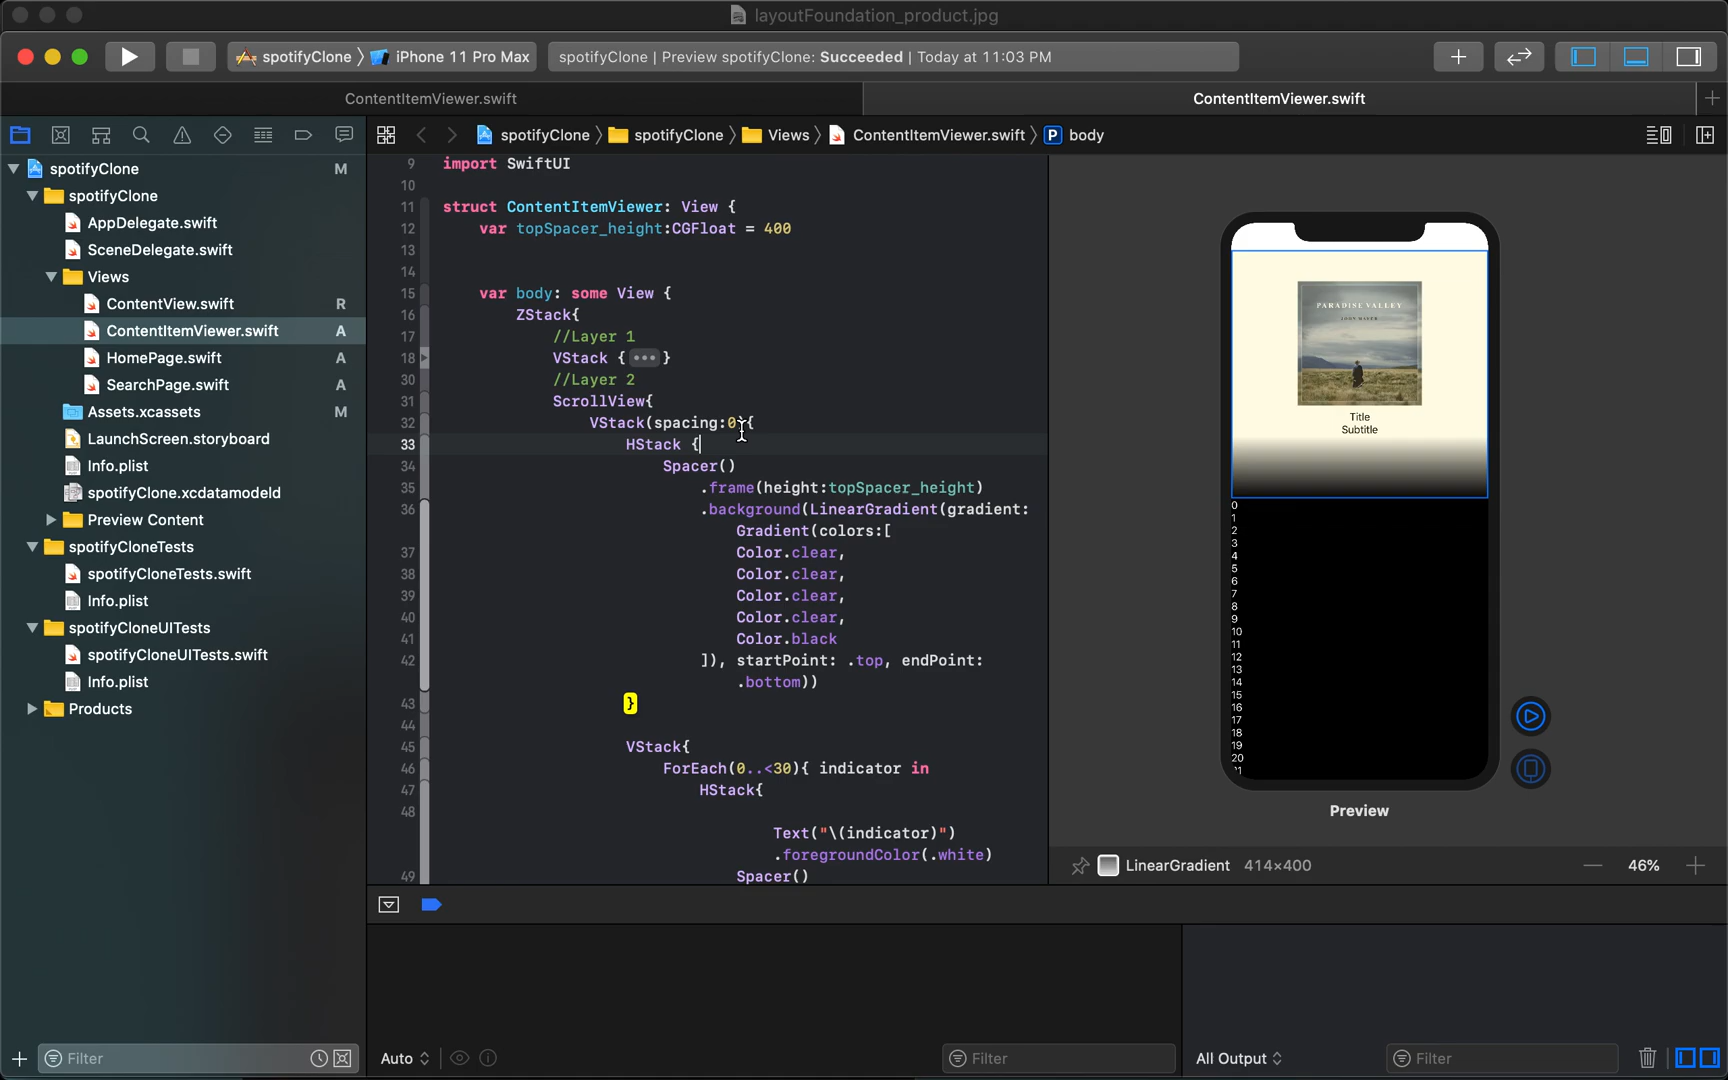 layoutFoundation_product.jpg
spotifyClone iPhone 11 Pro Max
spotifyClone | Preview spotifyClone: Succeeded | Today at 11:03 PM
ContentItemViewer.swift
ContentItemViewer.swift
spotifyClone spotifyClone Views ContentItemViewer.swift P body
spotifyClone M
spotifyClone
AppDelegate.swift
SceneDelegate.swift
Views
ContentView.swift R
ContentItemViewer.swift A
HomePage.swift A
SearchPage.swift A
Assets.xcassets M
LaunchScreen.storyboard
Info.plist
spotifyClone.xcdatamodeld
Preview Content
spotifyCloneTests
spotifyCloneTests.swift
Info.plist
spotifyCloneUITests
spotifyCloneUITests.swift
Info.plist
Products
Filter
9 import SwiftUI
10
11 struct ContentItemViewer: View {
12 var topSpacer_height:CGFloat = 400
13
14
15 var body: some View {
16 ZStack{
17 //Layer 1
18 VStack { ••• }
30 //Layer 2
31 ScrollView{
32 VStack(spacing:0){
33 HStack {
34 Spacer()
35 .frame(height:topSpacer_height)
36 .background(LinearGradient(gradient:
Gradient(colors:[
37 Color.clear,
38 Color.clear,
39 Color.clear,
40 Color.clear,
41 Color.black
42 ]), startPoint: .top, endPoint:
.bottom))
43 }
44
45 VStack{
46 ForEach(0..<30){ indicator in
47 HStack{
48
Text("\(indicator)")
.foregroundColor(.white)
49 Spacer()
PARADISE VALLEY
Title
Subtitle
0
1
2
3
4
5
6
7
8
9
10
11
12
13
14
15
16
17
18
19
20
Preview
LinearGradient 414×400
46%
Auto
Filter
All Output
Filter